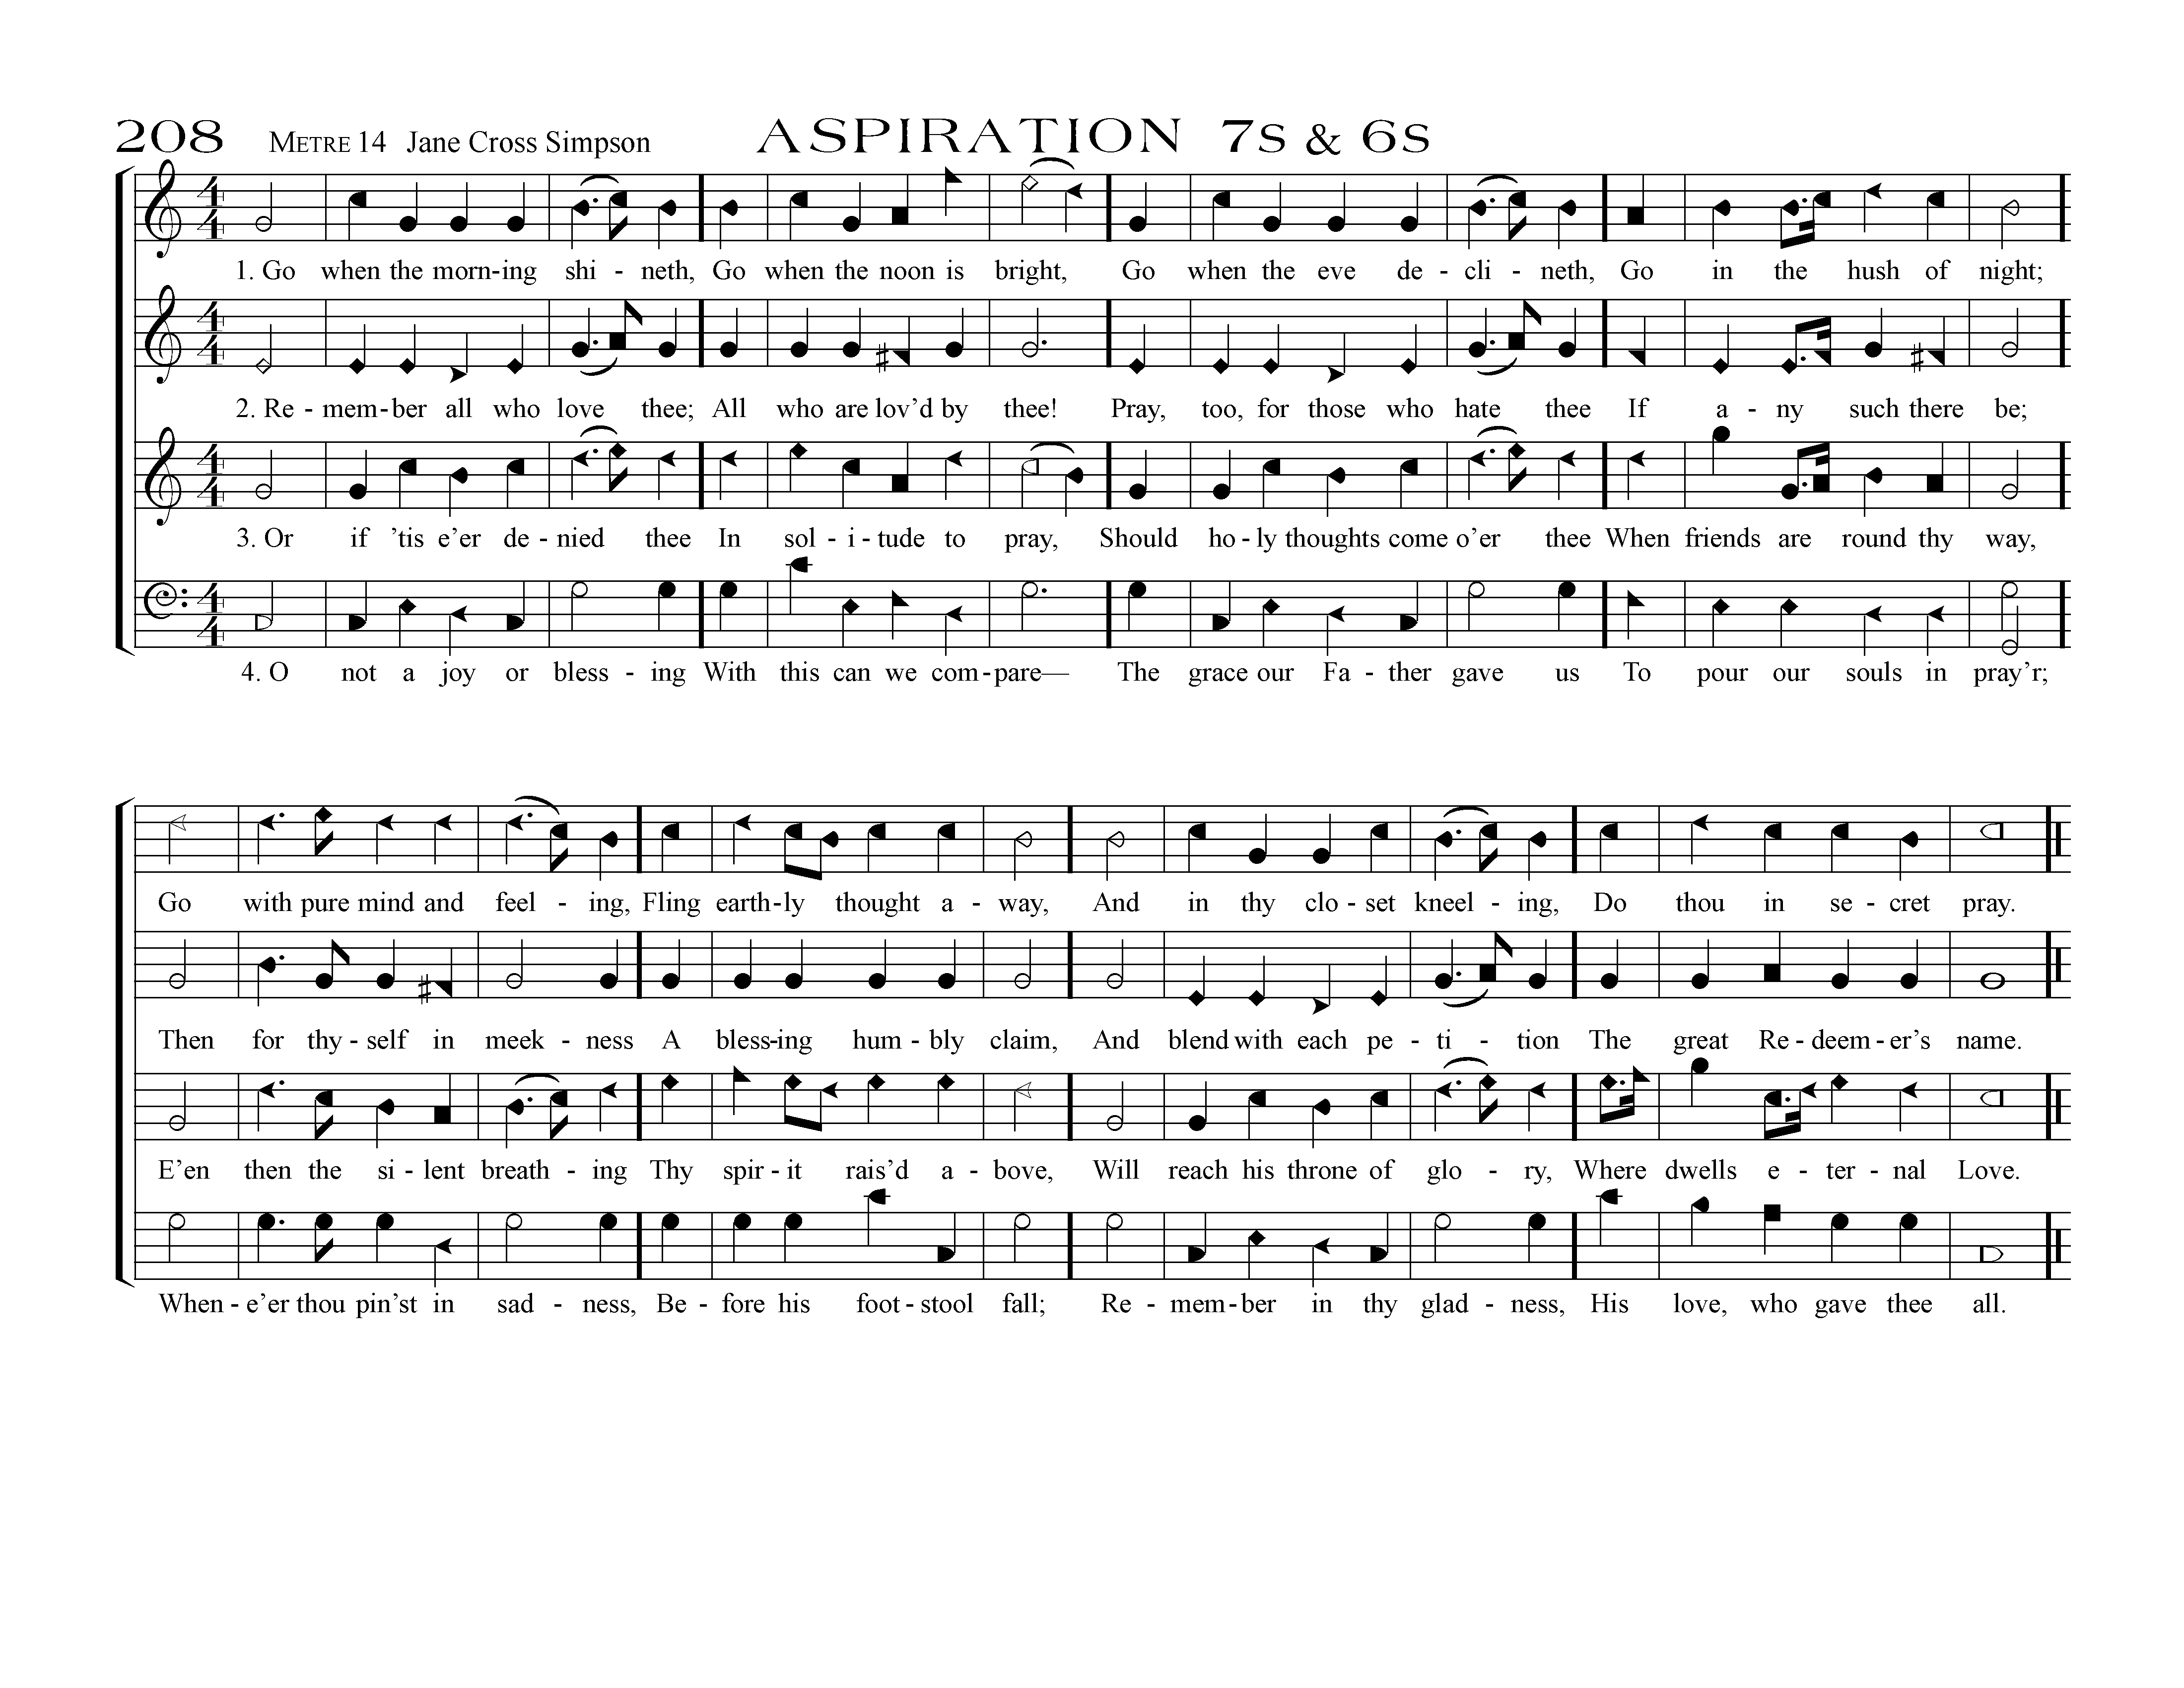 208 METRE 14 Jane Cross Simpson ASPIRATION 7s & 6s
1. Go when the morn-ing shi - neth, Go when the noon is bright, Go when the eve de - cli - neth, Go in the hush of night;
2. Re - mem-ber all who love thee; All who are lov’d by thee! Pray, too, for those who hate thee If a - ny such there be;
3. Or if ’tis e’er de - nied thee In sol - i - tude to pray, Should ho - ly thoughts come o’er thee When friends are round thy way,
4. O not a joy or bless - ing With this can we com - pare— The grace our Fa - ther gave us To pour our souls in pray’r;
Go with pure mind and feel - ing, Fling earth-ly thought a - way, And in thy clo - set kneel - ing, Do thou in se - cret pray.
Then for thy - self in meek - ness A bless-ing hum - bly claim, And blend with each pe - ti - tion The great Re - deem - er’s name.
E’en then the si - lent breath - ing Thy spir - it rais’d a - bove, Will reach his throne of glo - ry, Where dwells e - ter - nal Love.
When - e’er thou pin’st in sad - ness, Be - fore his foot - stool fall; Re - mem - ber in thy glad - ness, His love, who gave thee all.